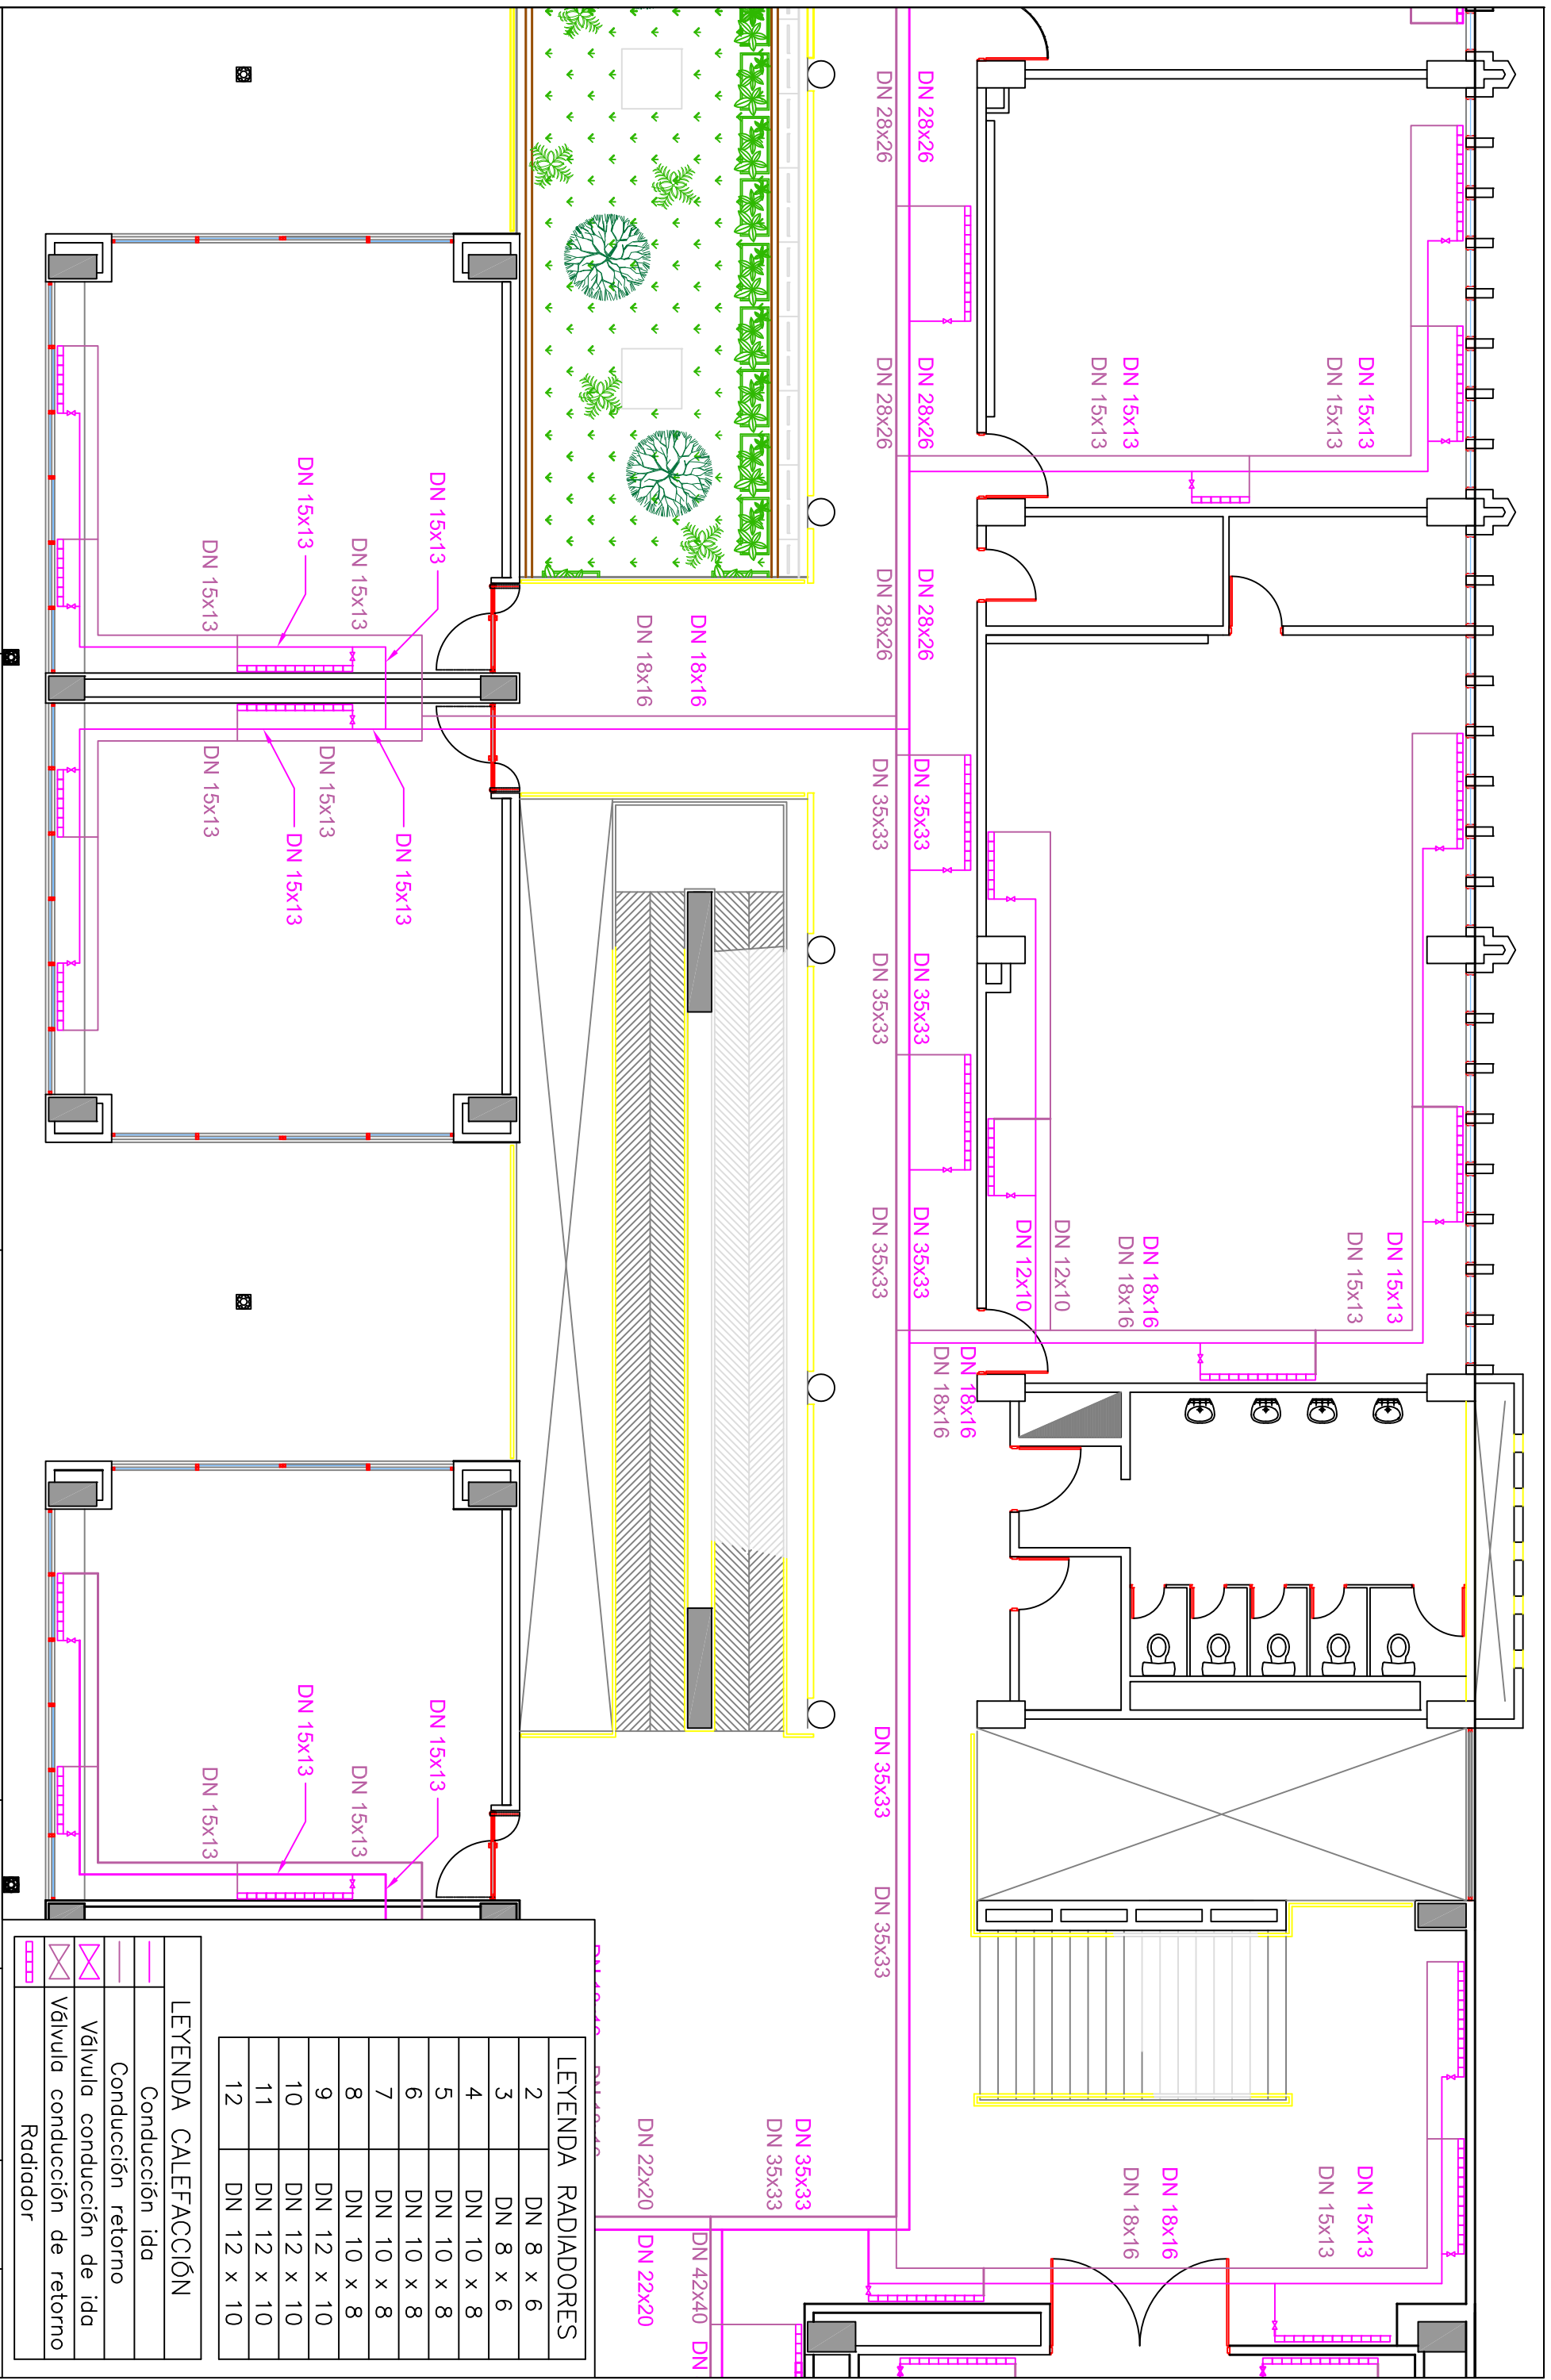 DN 15x13
DN 15x13
DN 15x13
DN 15x13
DN 15x13
DN 15x13
DN 18x16
DN 18x16
DN 15x13
DN 18x16
DN 18x16
DN 15x13
DN 12x10
DN 12x10
DN 18x16
DN 18x16
DN 28x26
DN 28x26
DN 28x26
DN 35x33
DN 35x33
DN 35x33
DN 28x26
DN 28x26
DN 28x26
DN 35x33
DN 35x33
DN 35x33
DN 35x33
DN 35x33
DN 35x33
DN 35x33
DN 18x16
DN 42x40 DN
DN 18x16
DN 22x20
DN 22x20
DN 15x13
DN 15x13
DN 15x13
DN 15x13
DN 15x13
DN 15x13
DN 15x13
DN 15x13
DN 15x13
DN 15x13
DN 15x13
DN 15x13
LEYENDA RADIADORES
2 DN 8 x 6
3 DN 8 x 6
4 DN 10 x 8
5 DN 10 x 8
6 DN 10 x 8
7 DN 10 x 8
8 DN 10 x 8
9 DN 12 x 10
10 DN 12 x 10
11 DN 12 x 10
12 DN 12 x 10
LEYENDA CALEFACCIÓN
Conducción ida
Conducción retorno
Válvula conducción de ida
Válvula conducción de retorno
Radiador